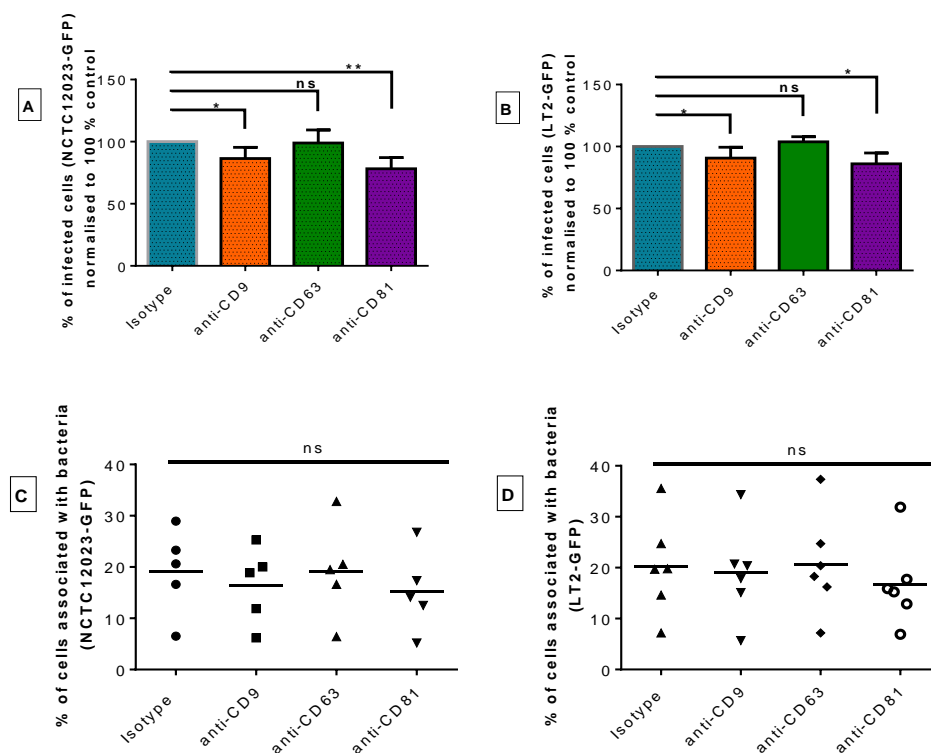 A
% of infected cells (NCTC12023-GFP)
normalised to 100 % control
150
100
50
0
**
ns
*
Isotype
anti-CD9
anti-CD63
anti-CD81
B
% of infected cells (LT2-GFP)
normalised to 100 % control
150
100
50
0
*
ns
*
Isotype
anti-CD9
anti-CD63
anti-CD81
C
% of cells associated with bacteria
(NCTC12023-GFP)
40
30
20
10
0
ns
Isotype
anti-CD9
anti-CD63
anti-CD81
D
% of cells associated with bacteria
(LT2-GFP)
40
30
20
10
0
ns
Isotype
anti-CD9
anti-CD63
anti-CD81